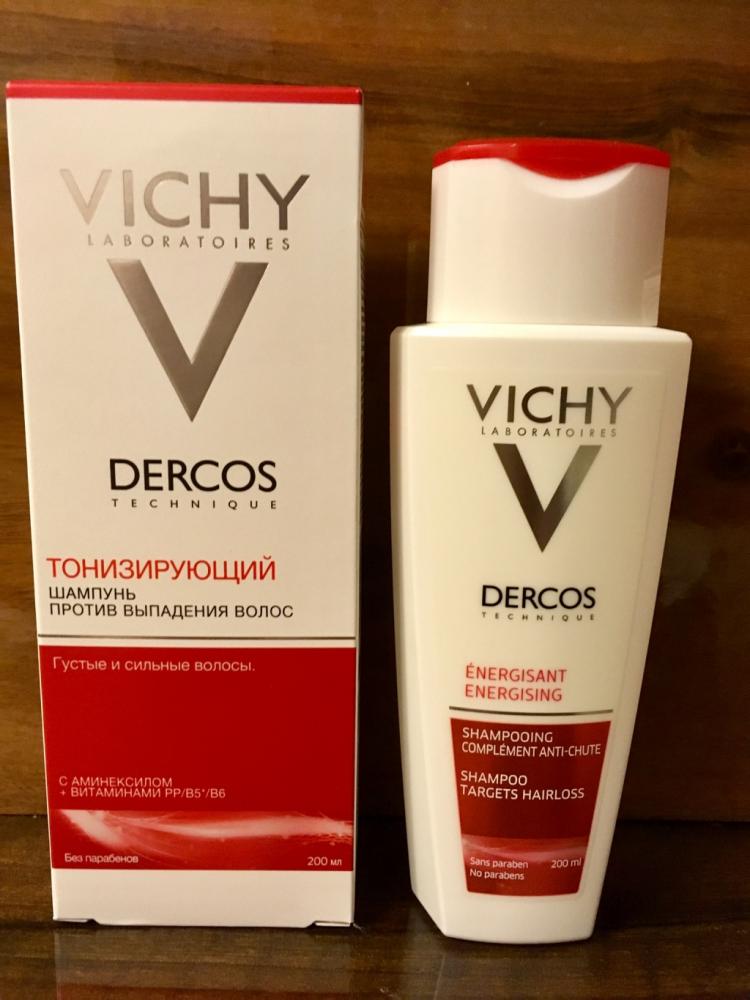 VICHY
LABORATOIRES
V
DERCOS
TECHNIQUE
ТОНИЗИРУЮЩИЙ
ШАМПУНЬ
ПРОТИВ ВЫПАДЕНИЯ ВОЛОС
Густые и сильные волосы.
С АМИНЕКСИЛОМ
+ ВИТАМИНАМИ PP/B5*/B6
Без парабенов
200 мл
VICHY
LABORATOIRES
V
DERCOS
TECHNIQUE
ÉNERGISANT
ENERGISING
SHAMPOOING
COMPLÉMENT ANTI-CHUTE
SHAMPOO
TARGETS HAIRLOSS
Sans paraben
No parabens
200 ml